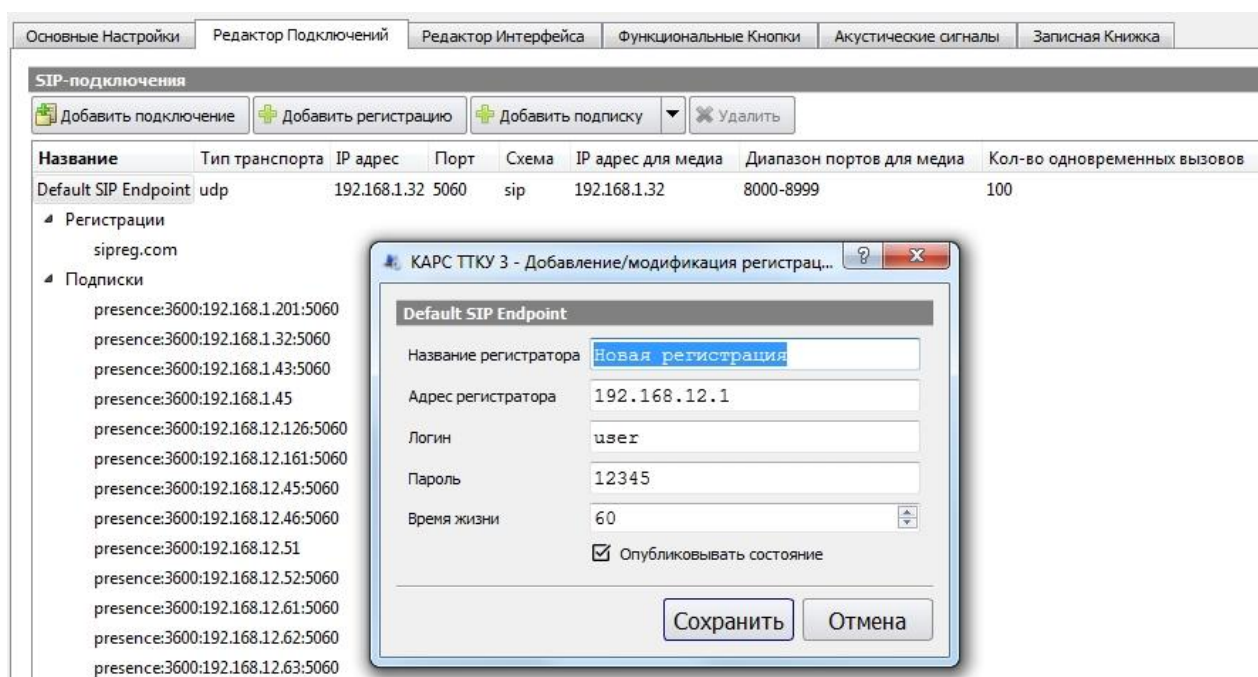 Основные Настройки Редактор Подключений Редактор Интерфейса Функциональные Кнопки Акустические сигналы Записная Книжка
SIP-подключения
Добавить подключение Добавить регистрацию Добавить подписку Удалить
Название Тип транспорта IP адрес Порт Схема IP адрес для медиа Диапазон портов для медиа Кол-во одновременных вызовов
Default SIP Endpoint udp 192.168.1.32 5060 sip 192.168.1.32 8000-8999 100
Регистрации
sipreg.com
Подписки
presence:3600:192.168.1.201:5060
presence:3600:192.168.1.32:5060
presence:3600:192.168.1.43:5060
presence:3600:192.168.1.45
presence:3600:192.168.12.126:5060
presence:3600:192.168.12.161:5060
presence:3600:192.168.12.45:5060
presence:3600:192.168.12.46:5060
presence:3600:192.168.12.51
presence:3600:192.168.12.52:5060
presence:3600:192.168.12.61:5060
presence:3600:192.168.12.62:5060
presence:3600:192.168.12.63:5060
КАРС ТТКУ 3 - Добавление/модификация регистрац...
Default SIP Endpoint
Название регистратора Новая регистрация
Адрес регистратора 192.168.12.1
Логин user
Пароль 12345
Время жизни 60
Опубликовывать состояние
Сохранить Отмена